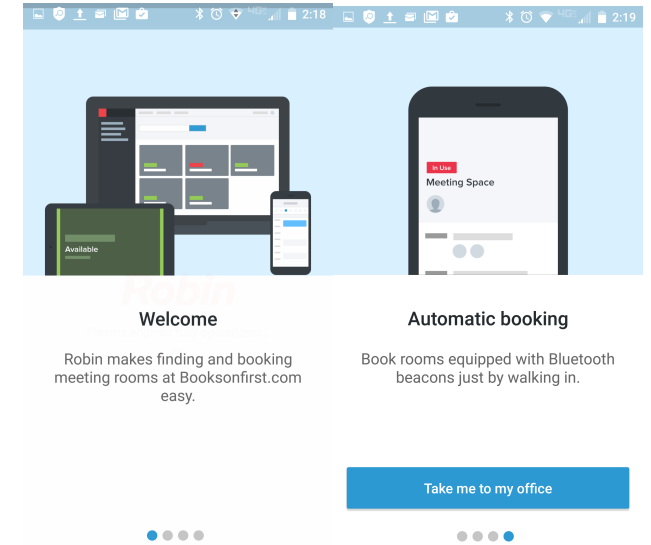 2:18
Available
Robin
Welcome
Robin makes finding and booking
meeting rooms at Booksonfirst.com
easy.
4G
2:19
In Use
Meeting Space
Automatic booking
Book rooms equipped with Bluetooth
beacons just by walking in.
Take me to my office